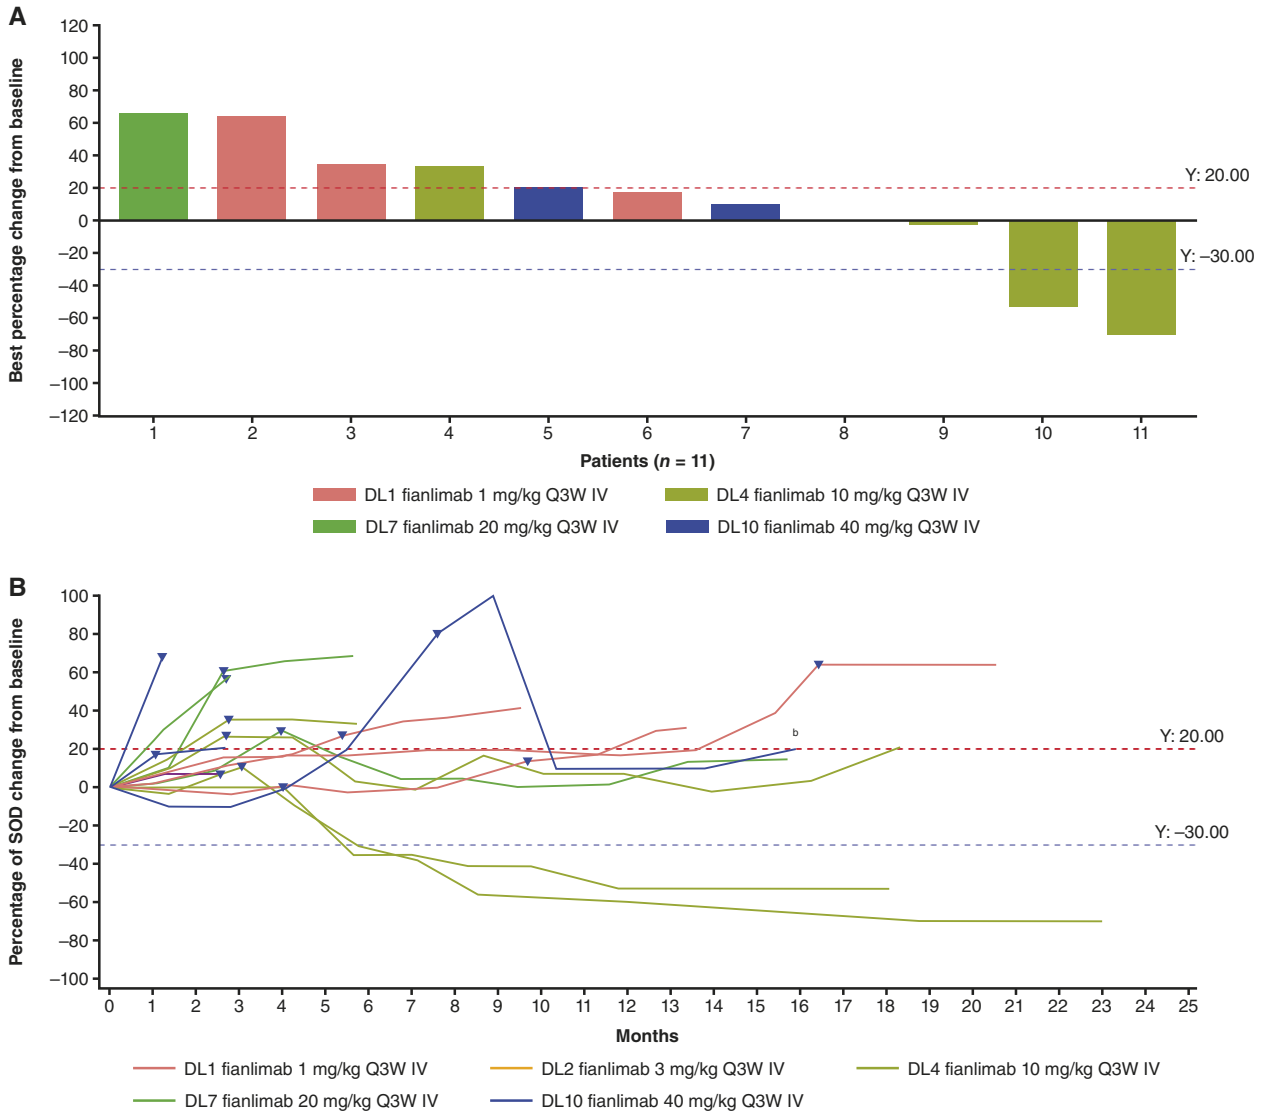 A
Best percentage change from baseline
120
100
80
60
40
20
0
–20
–40
–60
–80
–100
–120
Y: 20.00
Y: –30.00
1 2 3 4 5 6 7 8 9 10 11
Patients (n = 11)
DL1 fianlimab 1 mg/kg Q3W IV
DL4 fianlimab 10 mg/kg Q3W IV
DL7 fianlimab 20 mg/kg Q3W IV
DL10 fianlimab 40 mg/kg Q3W IV
B
Percentage of SOD change from baseline
100
80
60
40
20
0
–20
–40
–60
–80
–100
b
Y: 20.00
Y: –30.00
0 1 2 3 4 5 6 7 8 9 10 11 12 13 14 15 16 17 18 19 20 21 22 23 24 25
Months
DL1 fianlimab 1 mg/kg Q3W IV
DL2 fianlimab 3 mg/kg Q3W IV
DL4 fianlimab 10 mg/kg Q3W IV
DL7 fianlimab 20 mg/kg Q3W IV
DL10 fianlimab 40 mg/kg Q3W IV